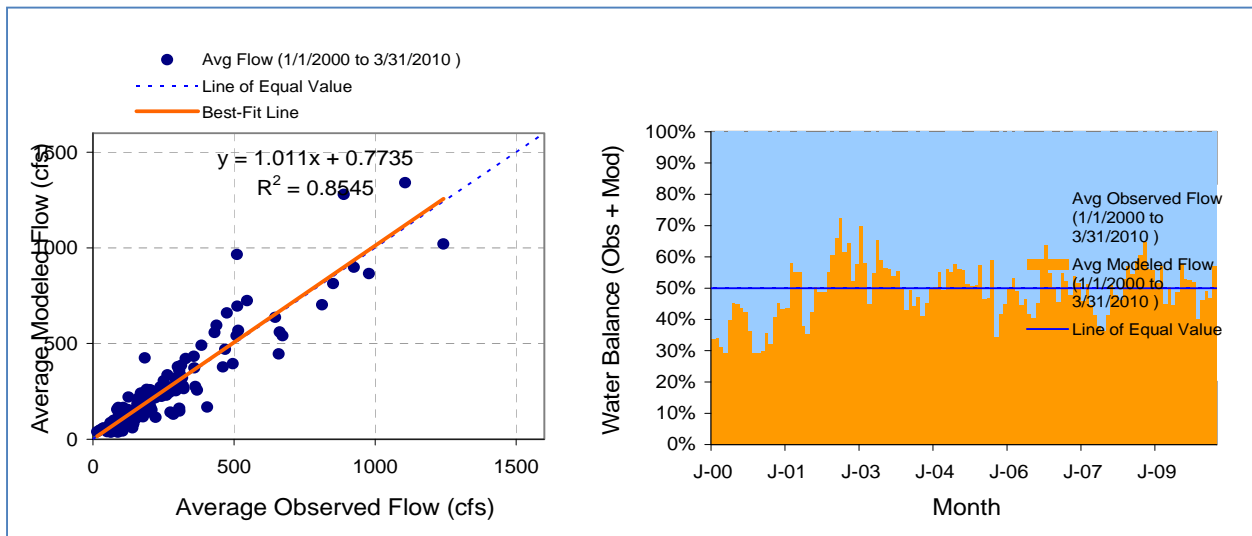 Avg Flow (1/1/2000 to 3/31/2010 )
Line of Equal Value
Best-Fit Line
y = 1.011x + 0.7735
R2 = 0.8545
1500
1000
500
0
0 500 1000 1500
Average Modeled Flow (cfs)
Average Observed Flow (cfs)
100%
90%
80%
70%
60%
50%
40%
30%
20%
10%
0%
Water Balance (Obs + Mod)
Avg Observed Flow
(1/1/2000 to
3/31/2010 )
Avg Modeled Flow
(1/1/2000 to
3/31/2010 )
Line of Equal Value
J-00 J-01 J-03 J-04 J-06 J-07 J-09
Month